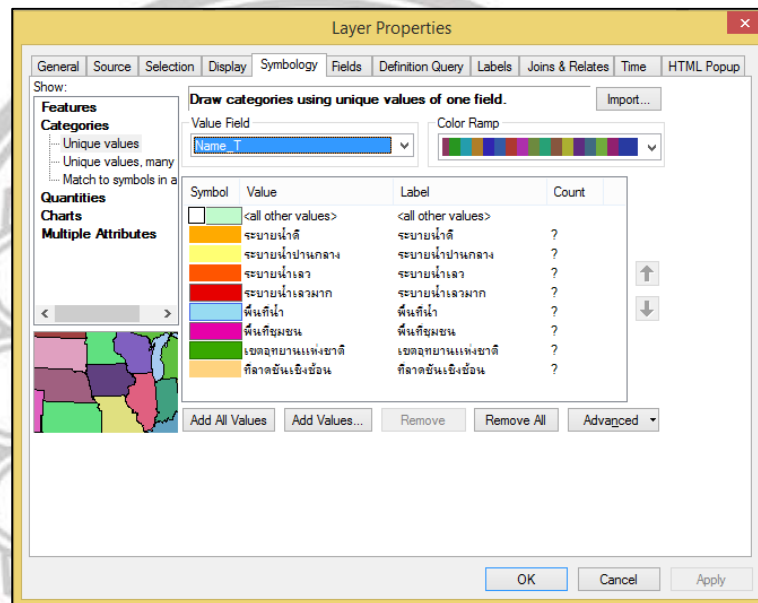 Layer Properties
General Source Selection Display Symbology Fields Definition Query Labels Joins & Relates Time HTML Popup
Show:
Features
Categories
Unique values
Unique values, many
Match to symbols in a
Quantities
Charts
Multiple Attributes
Draw categories using unique values of one field.
Import...
Value Field
Color Ramp
Name_T
Symbol Value Label Count
<all other values> <all other values>
ระบายน้ำดี ระบายน้ำดี ?
ระบายน้ำปานกลาง ระบายน้ำปานกลาง ?
ระบายน้ำเลว ระบายน้ำเลว ?
ระบายน้ำเลวมาก ระบายน้ำเลวมาก ?
พื้นที่น้ำ พื้นที่น้ำ ?
พื้นที่ชุมชน พื้นที่ชุมชน ?
เขตอุทยานแห่งชาติ เขตอุทยานแห่งชาติ ?
ที่ลาดชันเชิงซ้อน ที่ลาดชันเชิงซ้อน ?
Add All Values Add Values... Remove Remove All Advanced
OK Cancel Apply